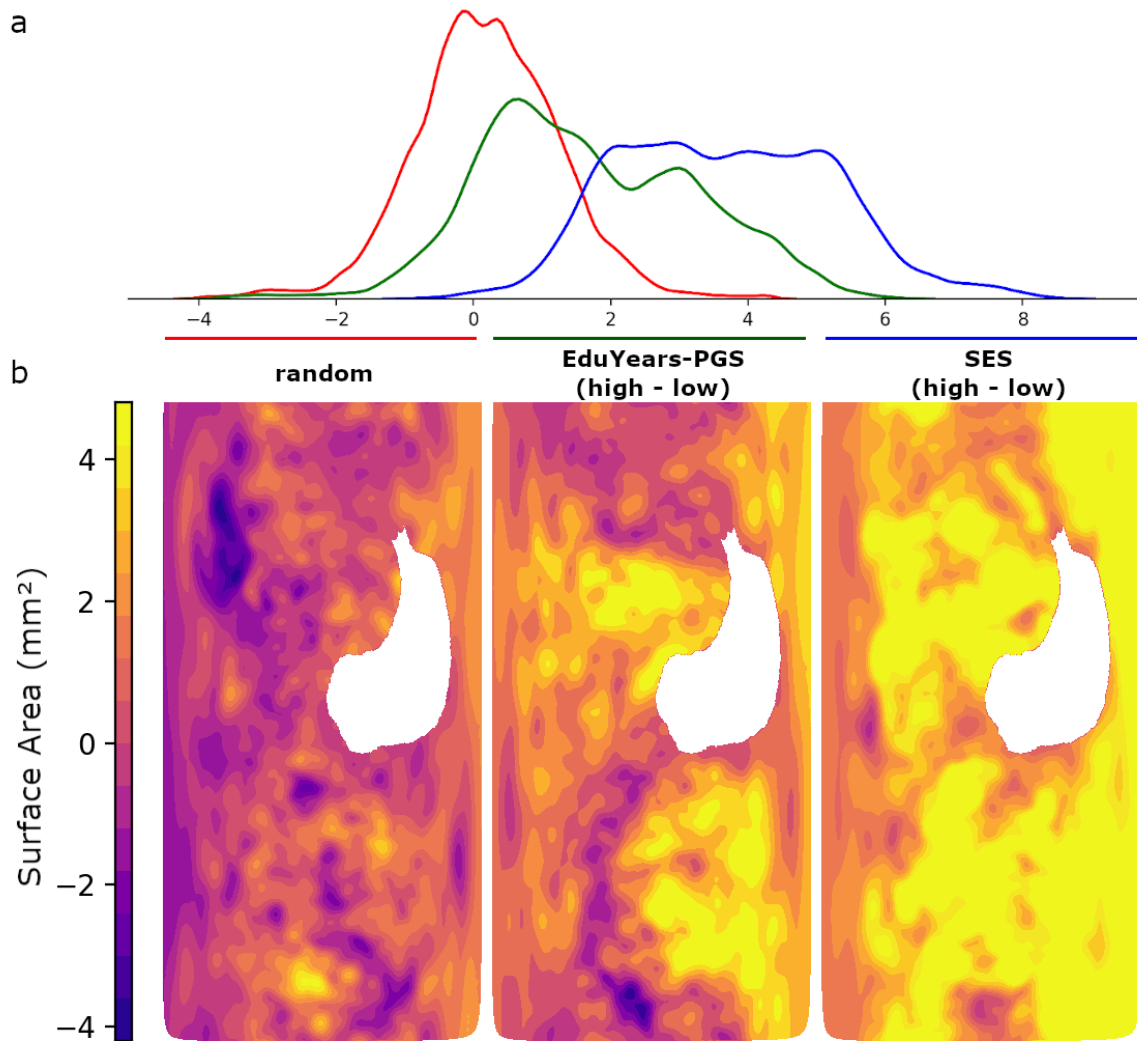 a
−4 −2 0 2 4 6 8
b
random
EduYears-PGS
(high - low)
SES
(high - low)
4
2
0
−2
−4
Surface Area (mm²)